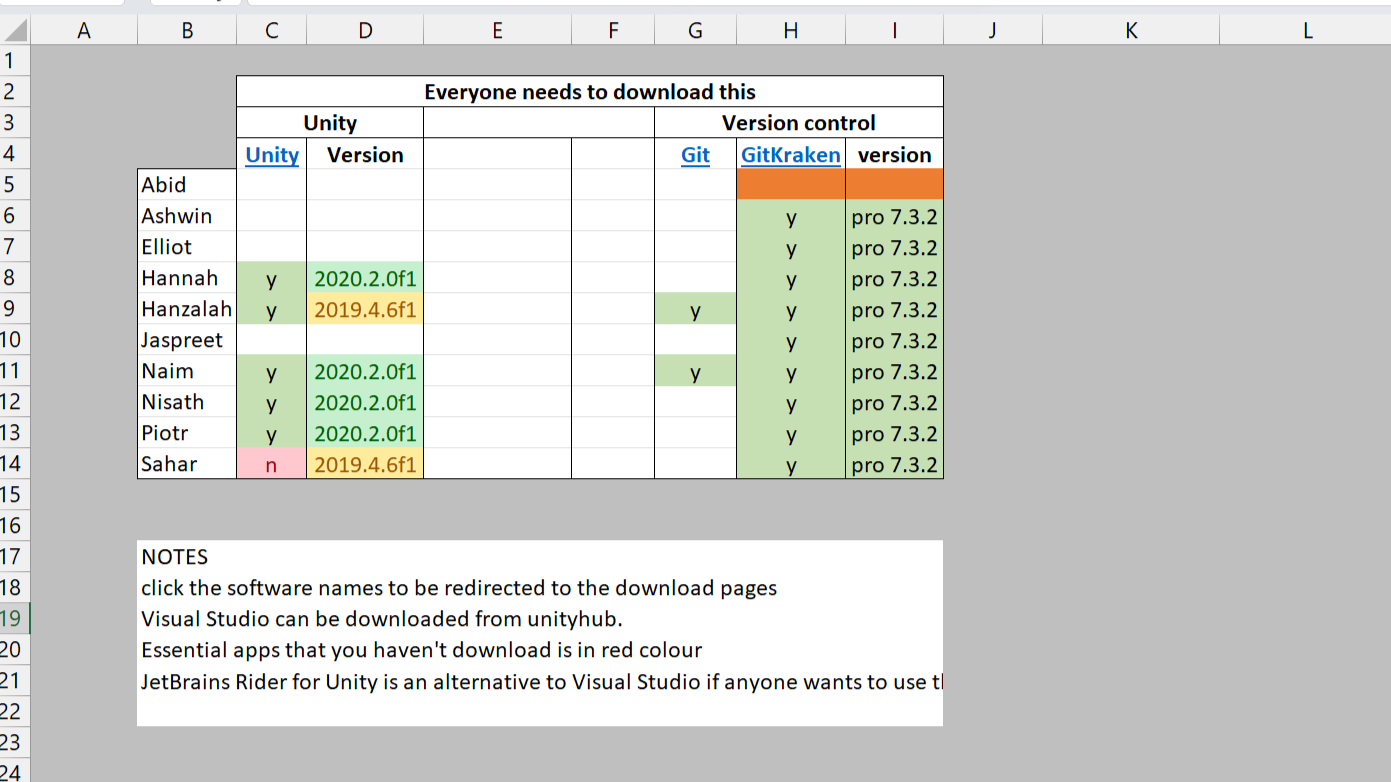 A B C D E F G H I J K L
1
2 Everyone needs to download this
3 Unity Version control
4 Unity Version Git GitKraken version
5 Abid
6 Ashwin y pro 7.3.2
7 Elliot y pro 7.3.2
8 Hannah y 2020.2.0f1 y pro 7.3.2
9 Hanzalah y 2019.4.6f1 y y pro 7.3.2
10 Jaspreet y pro 7.3.2
11 Naim y 2020.2.0f1 y y pro 7.3.2
12 Nisath y 2020.2.0f1 y pro 7.3.2
13 Piotr y 2020.2.0f1 y pro 7.3.2
14 Sahar n 2019.4.6f1 y pro 7.3.2
15
16
17 NOTES
18 click the software names to be redirected to the download pages
19 Visual Studio can be downloaded from unityhub.
20 Essential apps that you haven't download is in red colour
21 JetBrains Rider for Unity is an alternative to Visual Studio if anyone wants to use
22
23
24